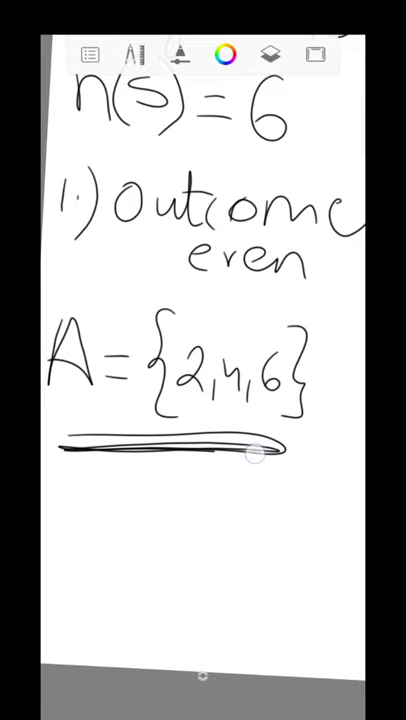 n(S) = 6
1.) Outcome
even
A = {2,4,6}